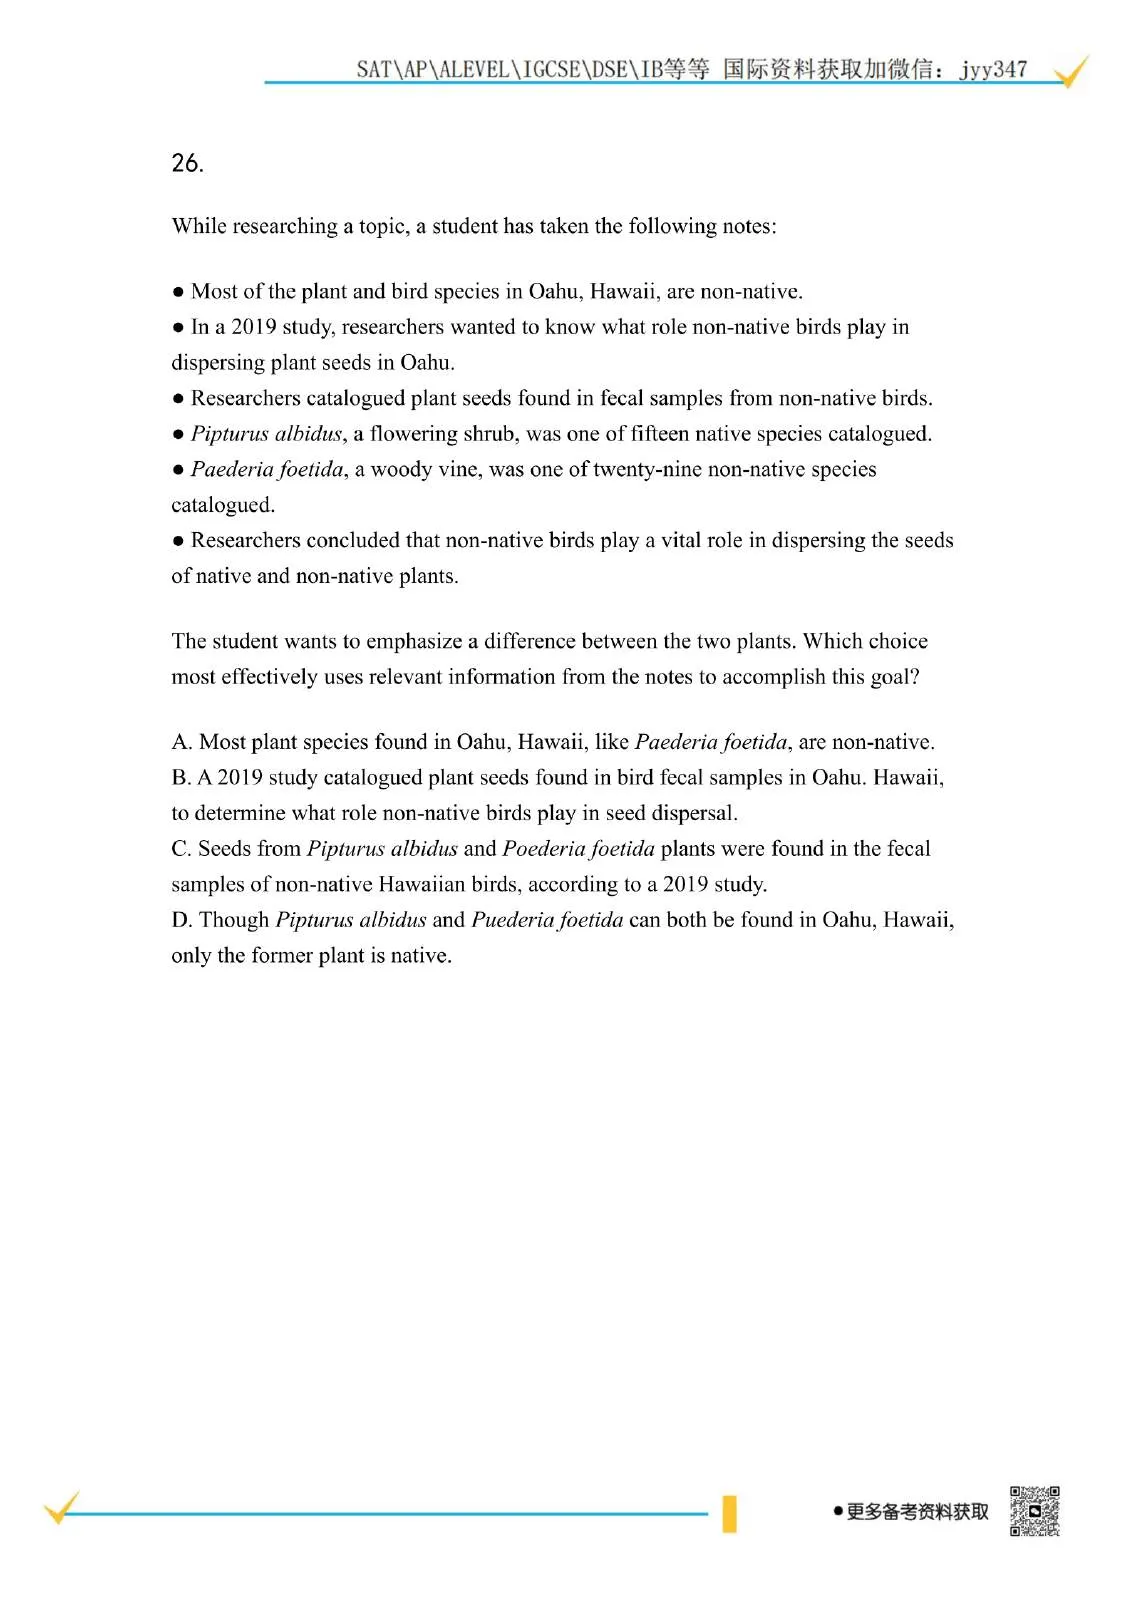 SAT\AP\ALEVEL\IGCSE\DSE\IB等等 国际资料获取加微信：jyy347
26.
While researching a topic, a student has taken the following notes:
● Most of the plant and bird species in Oahu, Hawaii, are non-native.
● In a 2019 study, researchers wanted to know what role non-native birds play in
dispersing plant seeds in Oahu.
● Researchers catalogued plant seeds found in fecal samples from non-native birds.
● Pipturus albidus, a flowering shrub, was one of fifteen native species catalogued.
● Paederia foetida, a woody vine, was one of twenty-nine non-native species
catalogued.
● Researchers concluded that non-native birds play a vital role in dispersing the seeds
of native and non-native plants.
The student wants to emphasize a difference between the two plants. Which choice
most effectively uses relevant information from the notes to accomplish this goal?
A. Most plant species found in Oahu, Hawaii, like Paederia foetida, are non-native.
B. A 2019 study catalogued plant seeds found in bird fecal samples in Oahu. Hawaii,
to determine what role non-native birds play in seed dispersal.
C. Seeds from Pipturus albidus and Poederia foetida plants were found in the fecal
samples of non-native Hawaiian birds, according to a 2019 study.
D. Though Pipturus albidus and Puederia foetida can both be found in Oahu, Hawaii,
only the former plant is native.
●更多备考资料获取